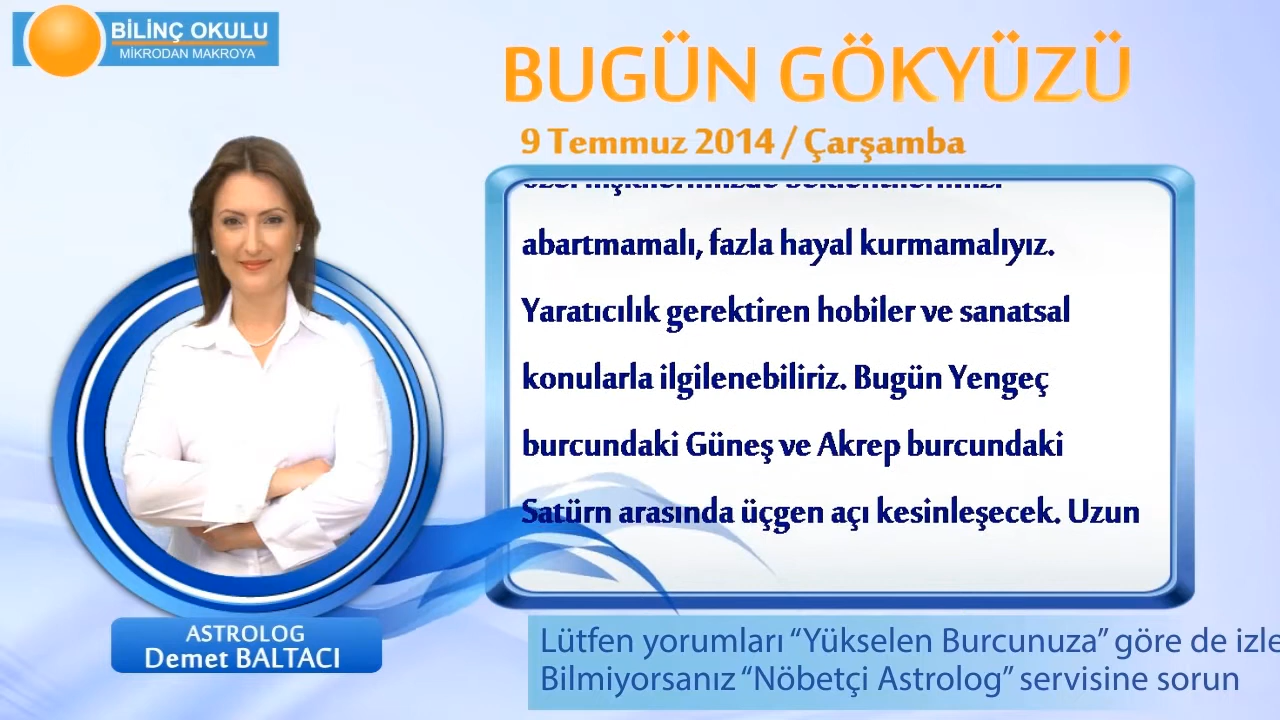 BİLİNÇ OKULU
MİKRODAN MAKROYA
BUGÜN GÖKYÜZÜ
9 Temmuz 2014 / Çarşamba
abartmamalı, fazla hayal kurmamalıyız.
Yaratıcılık gerektiren hobiler ve sanatsal
konularla ilgilenebiliriz. Bugün Yengeç
burcundaki Güneş ve Akrep burcundaki
Satürn arasında üçgen açı kesinleşecek. Uzun
ASTROLOG
Demet BALTACI
Lütfen yorumları “Yükselen Burcunuza” göre de izle
Bilmiyorsanız “Nöbetçi Astrolog” servisine sorun